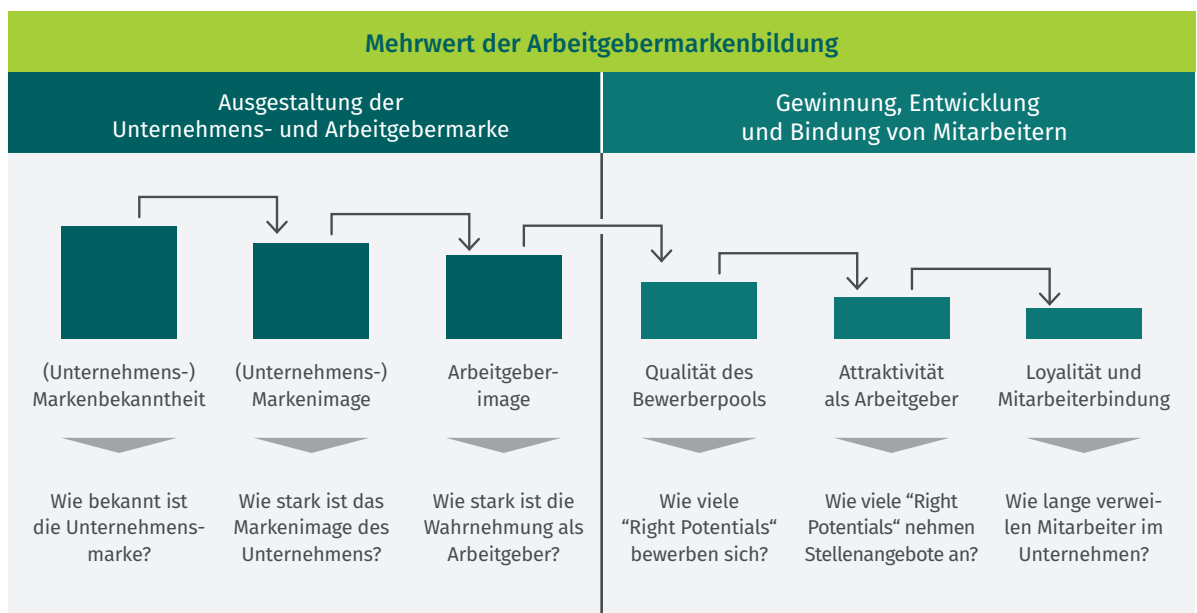 Mehrwert der Arbeitgebermarkenbildung
Ausgestaltung der
Unternehmens- und Arbeitgebermarke
Gewinnung, Entwicklung
und Bindung von Mitarbeitern
(Unternehmens-)
Markenbekanntheit
(Unternehmens-)
Markenimage
Arbeitgeber-
image
Qualität des
Bewerberpools
Attraktivität
als Arbeitgeber
Loyalität und
Mitarbeiterbindung
Wie bekannt ist
die Unternehmens-
marke?
Wie stark ist das
Markenimage des
Unternehmens?
Wie stark ist die
Wahrnehmung als
Arbeitgeber?
Wie viele
“Right Potentials“
bewerben sich?
Wie viele “Right
Potentials“ nehmen
Stellenangebote an?
Wie lange verwei-
len Mitarbeiter im
Unternehmen?